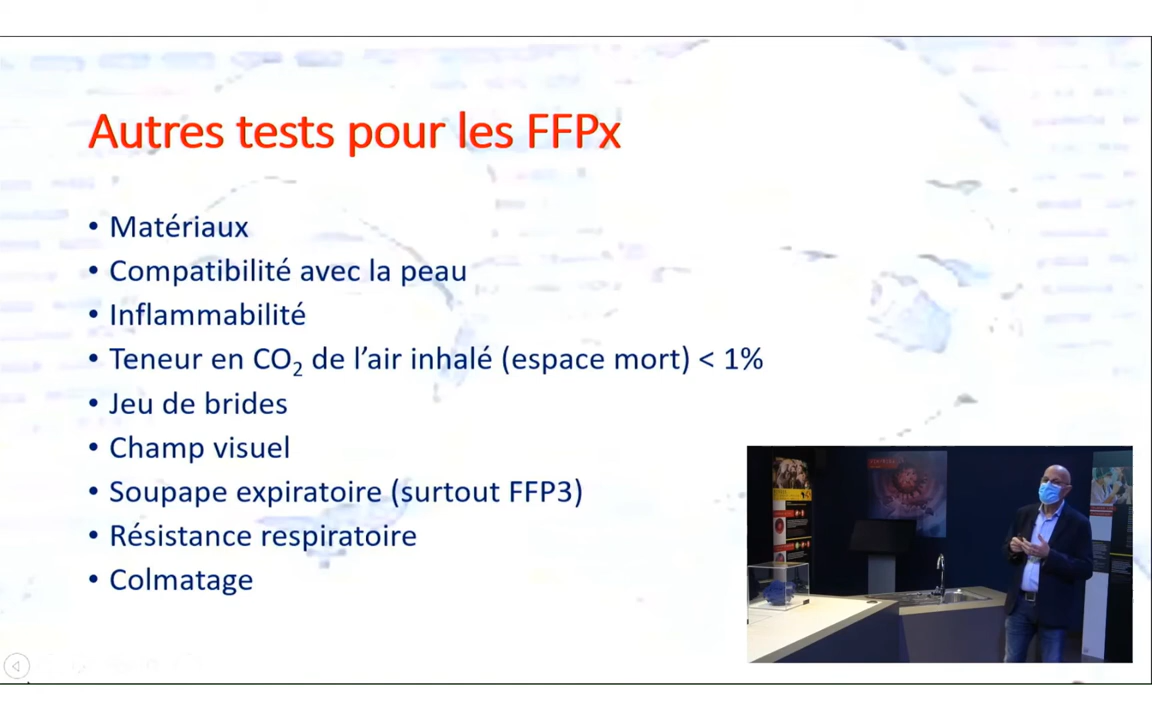 Autres tests pour les FFPx
• Matériaux
• Compatibilité avec la peau
• Inflammabilité
• Teneur en CO₂ de l’air inhalé (espace mort) < 1%
• Jeu de brides
• Champ visuel
• Soupape expiratoire (surtout FFP3)
• Résistance respiratoire
• Colmatage